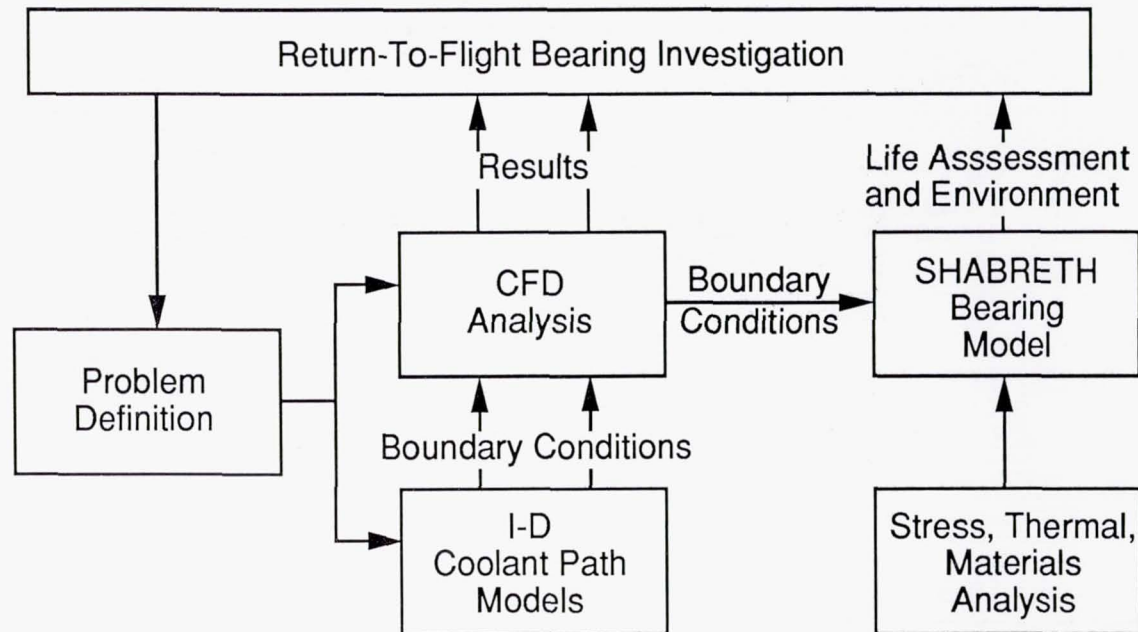 Return-To-Flight Bearing Investigation
Results
Life Asssessment
and Environment
CFD
Analysis
Boundary
Conditions
SHABRETH
Bearing
Model
Problem
Definition
Boundary Conditions
I-D
Coolant Path
Models
Stress, Thermal,
Materials
Analysis